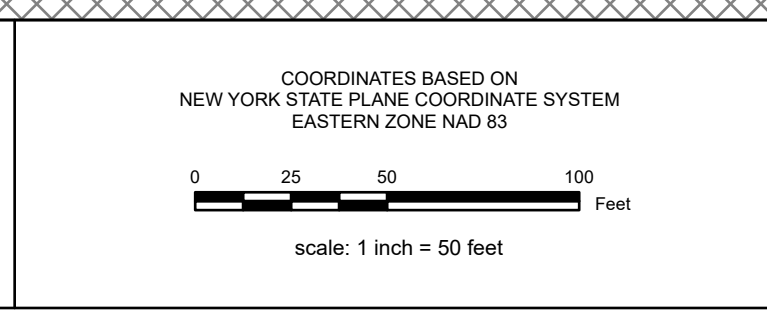 COORDINATES BASED ON
NEW YORK STATE PLANE COORDINATE SYSTEM
EASTERN ZONE NAD 83
0 25 50 100
Feet
scale: 1 inch = 50 feet